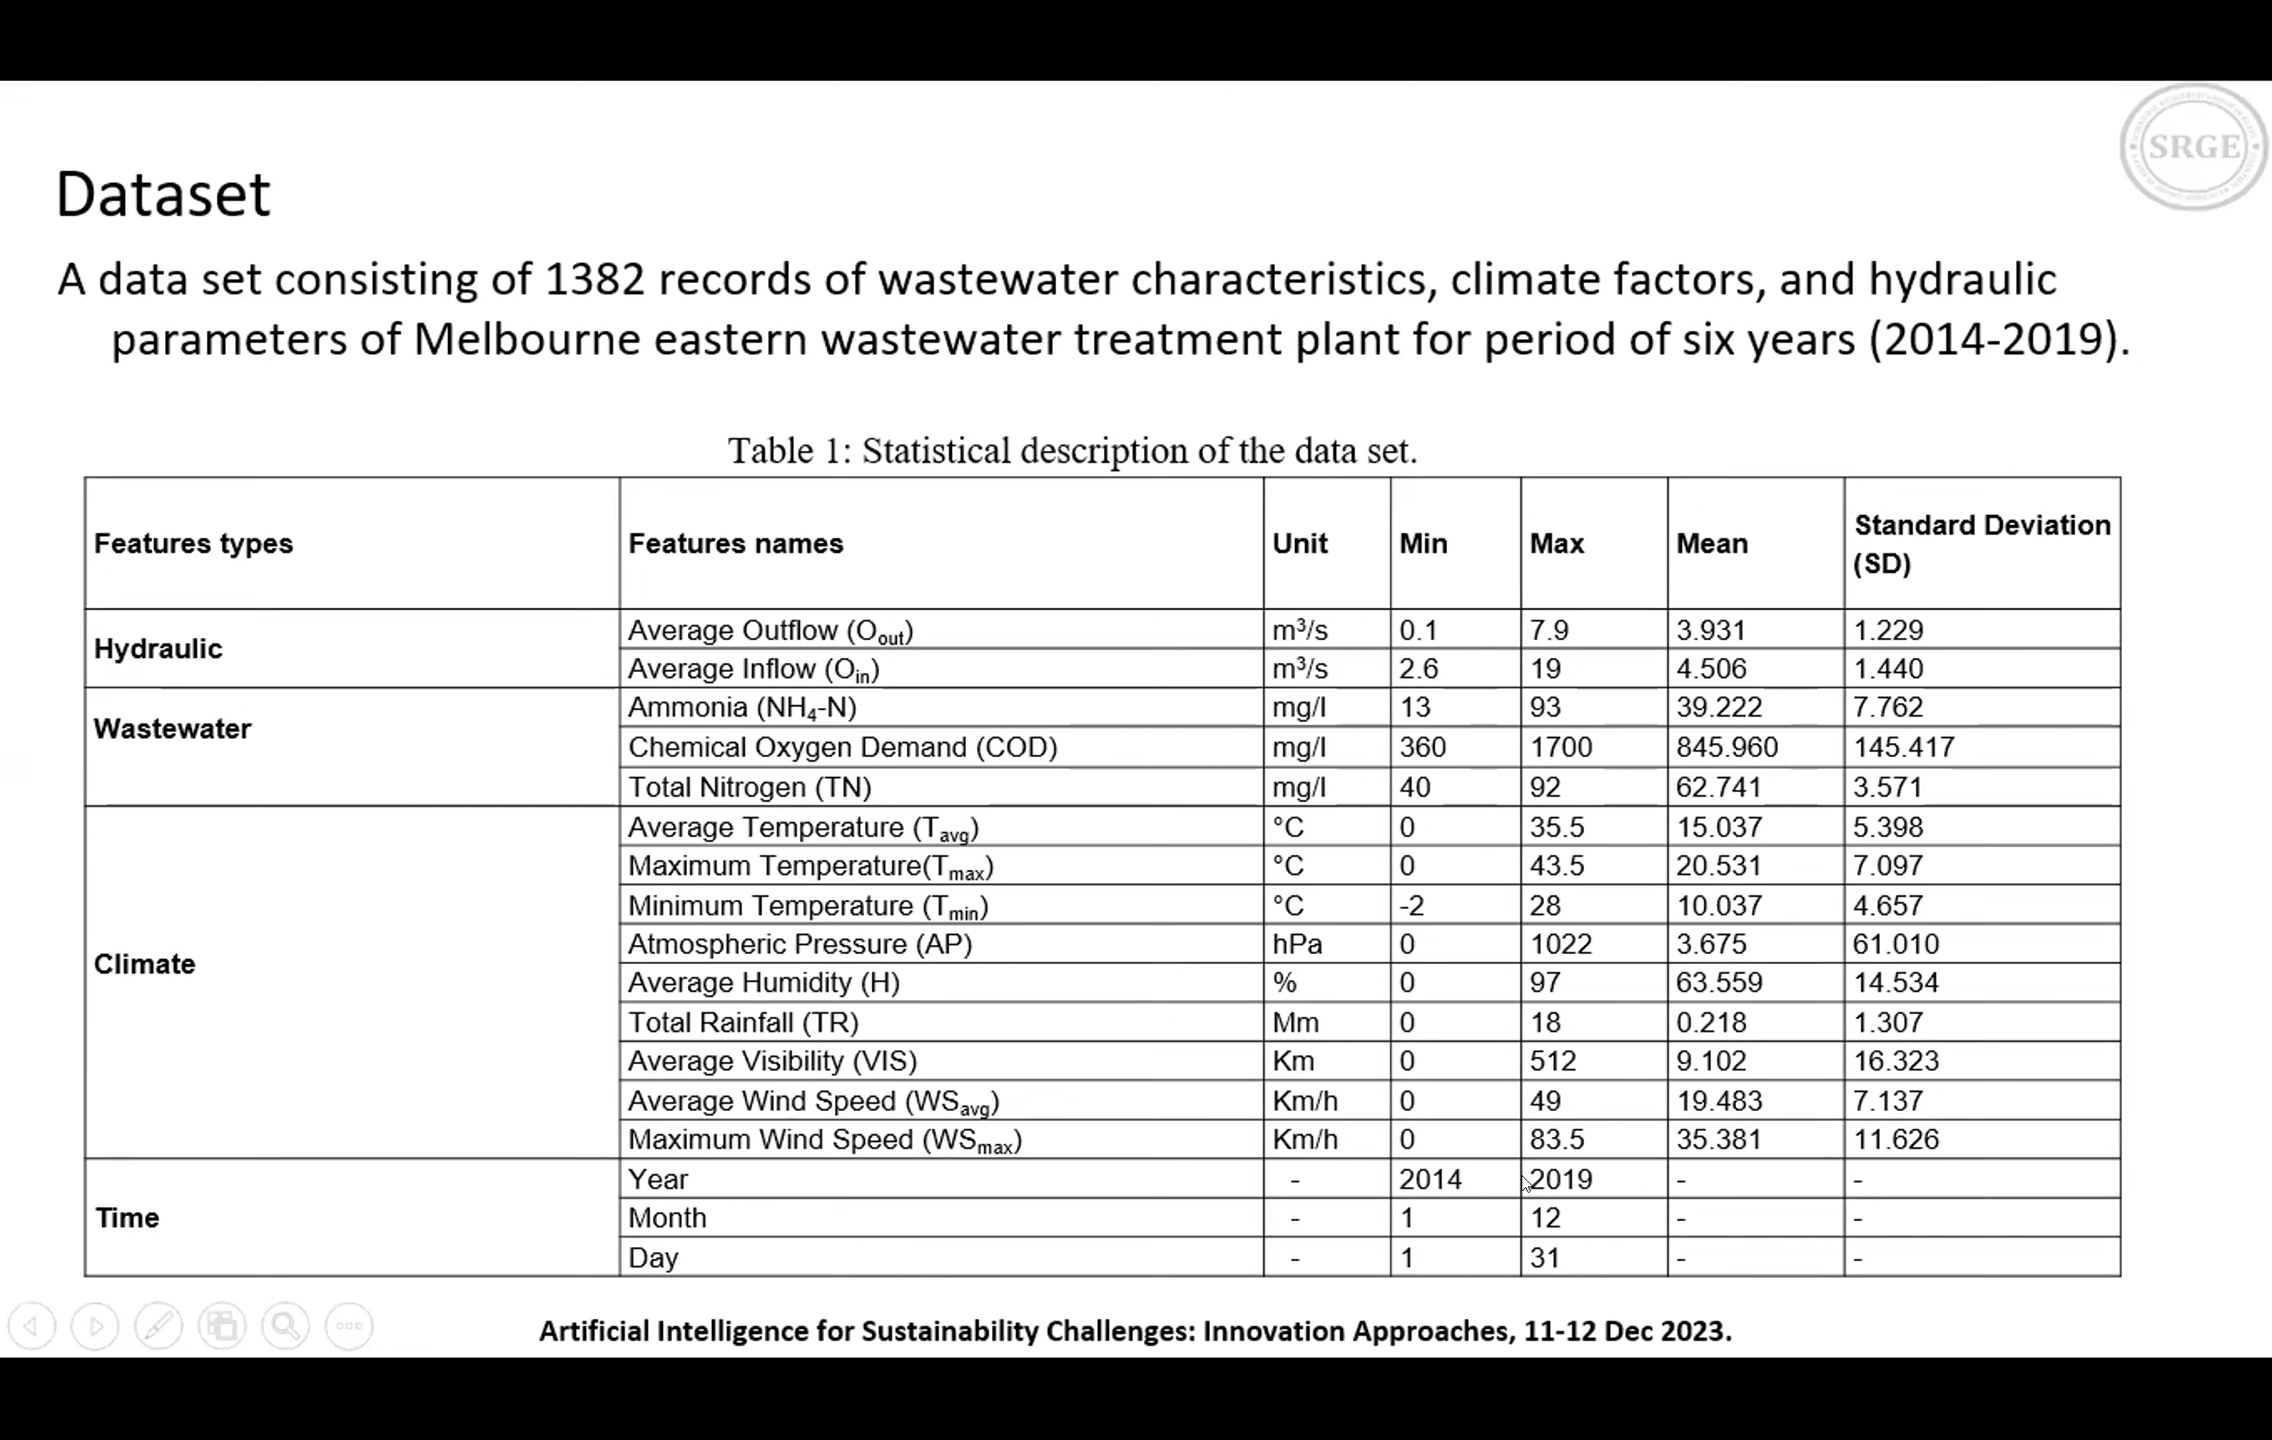 SRGE
Dataset
A data set consisting of 1382 records of wastewater characteristics, climate factors, and hydraulic
parameters of Melbourne eastern wastewater treatment plant for period of six years (2014-2019).
Table 1: Statistical description of the data set.
Features types Features names Unit Min Max Mean Standard Deviation (SD)
Hydraulic Average Outflow (Oout) m³/s 0.1 7.9 3.931 1.229
Average Inflow (Oin) m³/s 2.6 19 4.506 1.440
Wastewater Ammonia (NH4-N) mg/l 13 93 39.222 7.762
Chemical Oxygen Demand (COD) mg/l 360 1700 845.960 145.417
Total Nitrogen (TN) mg/l 40 92 62.741 3.571
Climate Average Temperature (Tavg) °C 0 35.5 15.037 5.398
Maximum Temperature(Tmax) °C 0 43.5 20.531 7.097
Minimum Temperature (Tmin) °C -2 28 10.037 4.657
Atmospheric Pressure (AP) hPa 0 1022 3.675 61.010
Average Humidity (H) % 0 97 63.559 14.534
Total Rainfall (TR) Mm 0 18 0.218 1.307
Average Visibility (VIS) Km 0 512 9.102 16.323
Average Wind Speed (WSavg) Km/h 0 49 19.483 7.137
Maximum Wind Speed (WSmax) Km/h 0 83.5 35.381 11.626
Time Year - 2014 2019 - -
Month - 1 12 - -
Day - 1 31 - -
Artificial Intelligence for Sustainability Challenges: Innovation Approaches, 11-12 Dec 2023.